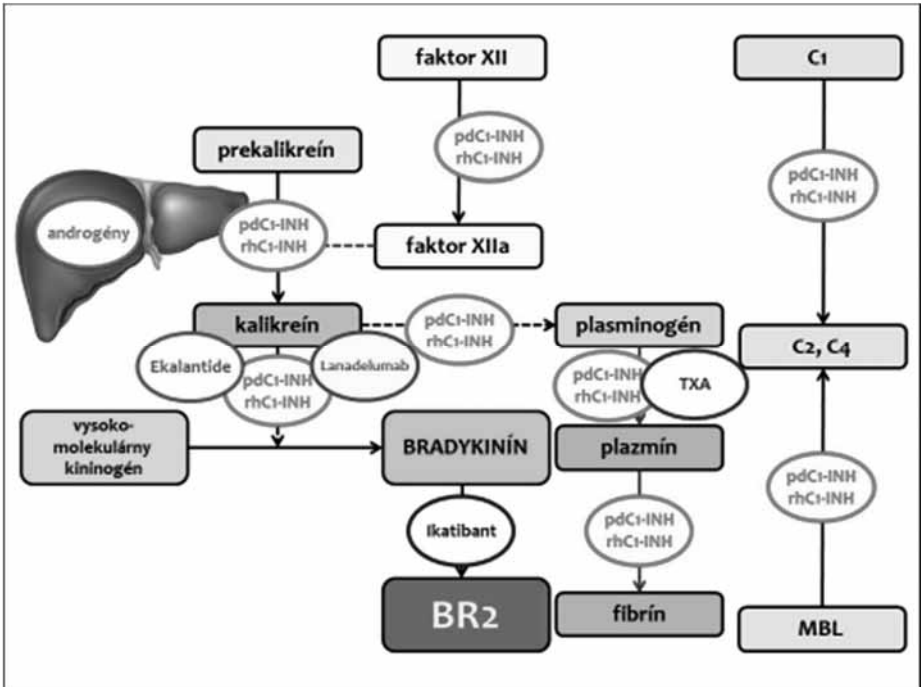 faktor XII
C1
pdC1-INH
rhC1-INH
prekalikreín
pdC1-INH
rhC1-INH
androgény
pdC1-INH
rhC1-INH
faktor XIIa
kalikreín
pdC1-INH
rhC1-INH
plasminogén
C2, C4
Ekalantide
pdC1-INH
rhC1-INH
Lanadelumab
pdC1-INH
rhC1-INH
TXA
vysoko-
molekulárny
kininogén
BRADYKINÍN
plazmín
pdC1-INH
rhC1-INH
Ikatibant
pdC1-INH
rhC1-INH
BR2
fibrín
MBL